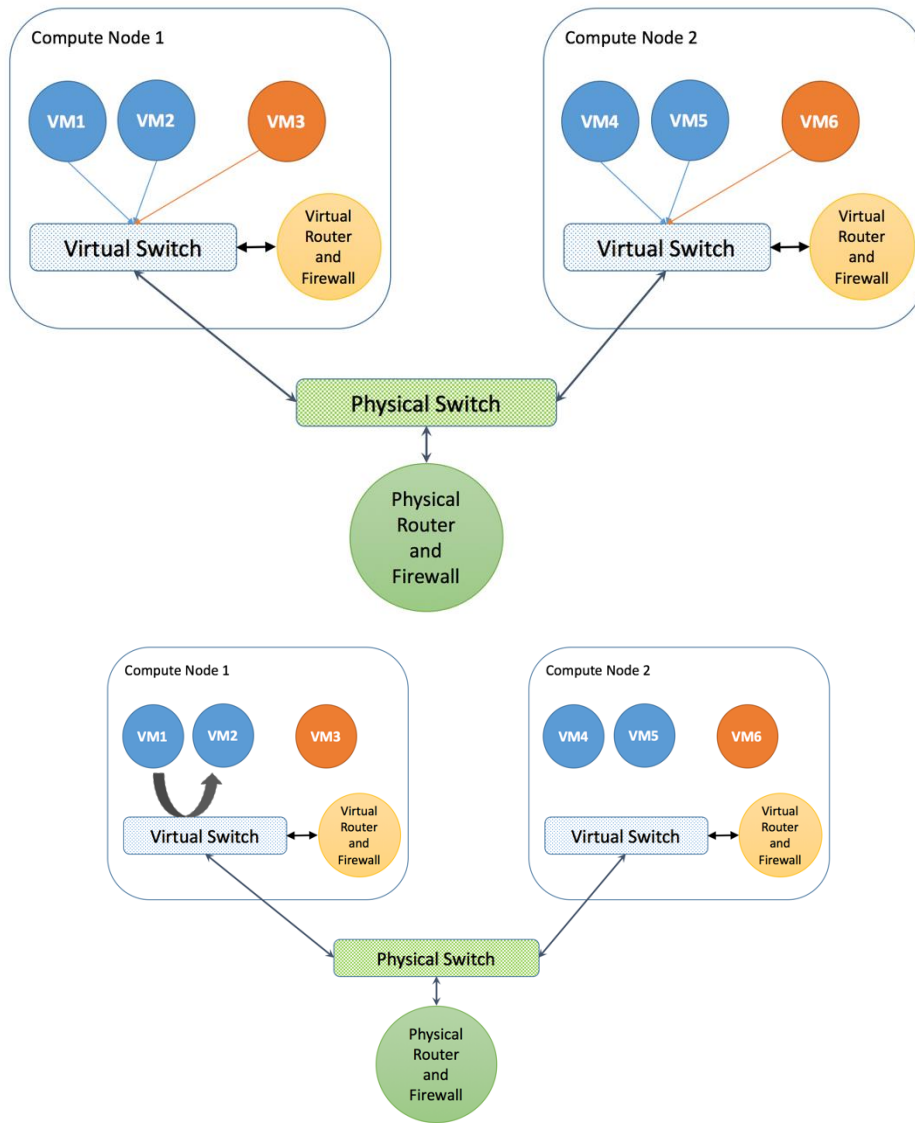 Compute Node 1
Compute Node 2
VM1
VM2
VM3
VM4
VM5
VM6
Virtual Switch
Virtual
Router
and
Firewall
Virtual Switch
Virtual
Router
and
Firewall
Physical Switch
Physical
Router
and
Firewall
Compute Node 1
Compute Node 2
VM1
VM2
VM3
VM4
VM5
VM6
Virtual Switch
Virtual
Router
and
Firewall
Virtual Switch
Virtual
Router
and
Firewall
Physical Switch
Physical
Router
and
Firewall